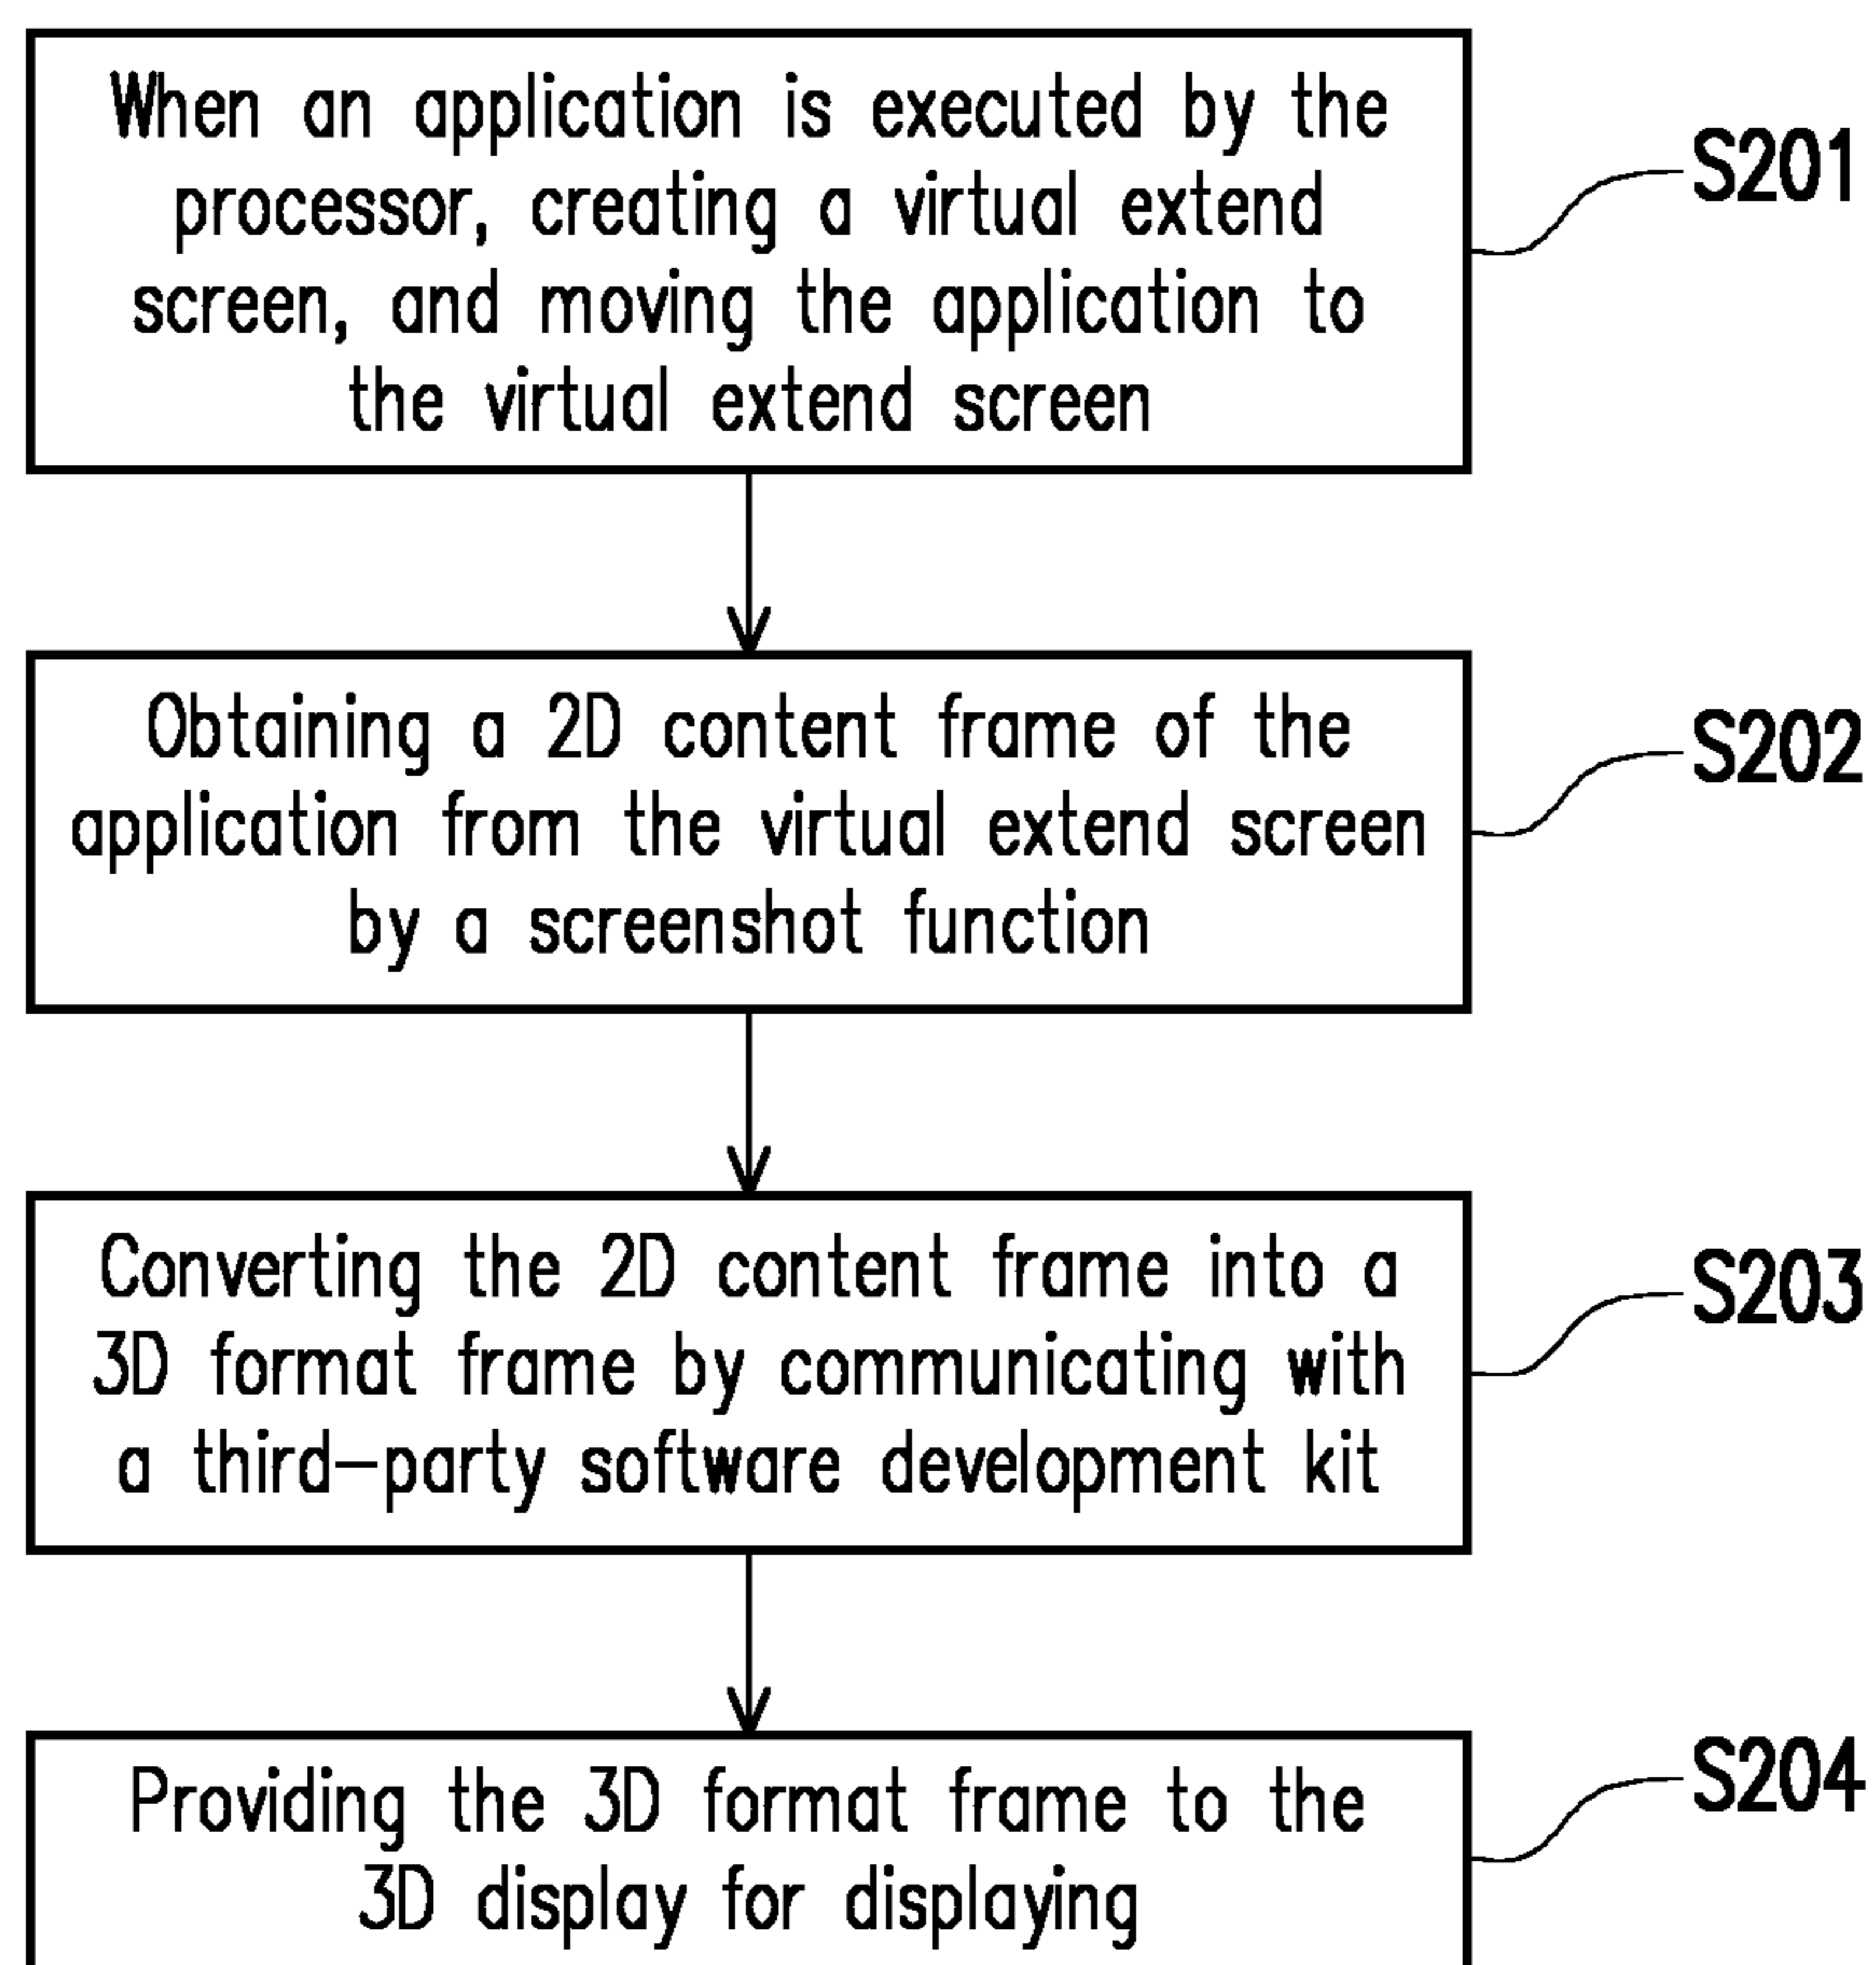 When an application is executed by the
processor, creating a virtual extend
screen, and moving the application to
the virtual extend screen
S201
Obtaining a 2D content frame of the
application from the virtual extend screen
by a screenshot function
S202
Converting the 2D content frame into a
3D format frame by communicating with
a third-party software development kit
S203
Providing the 3D format frame to the
3D display for displaying
S204